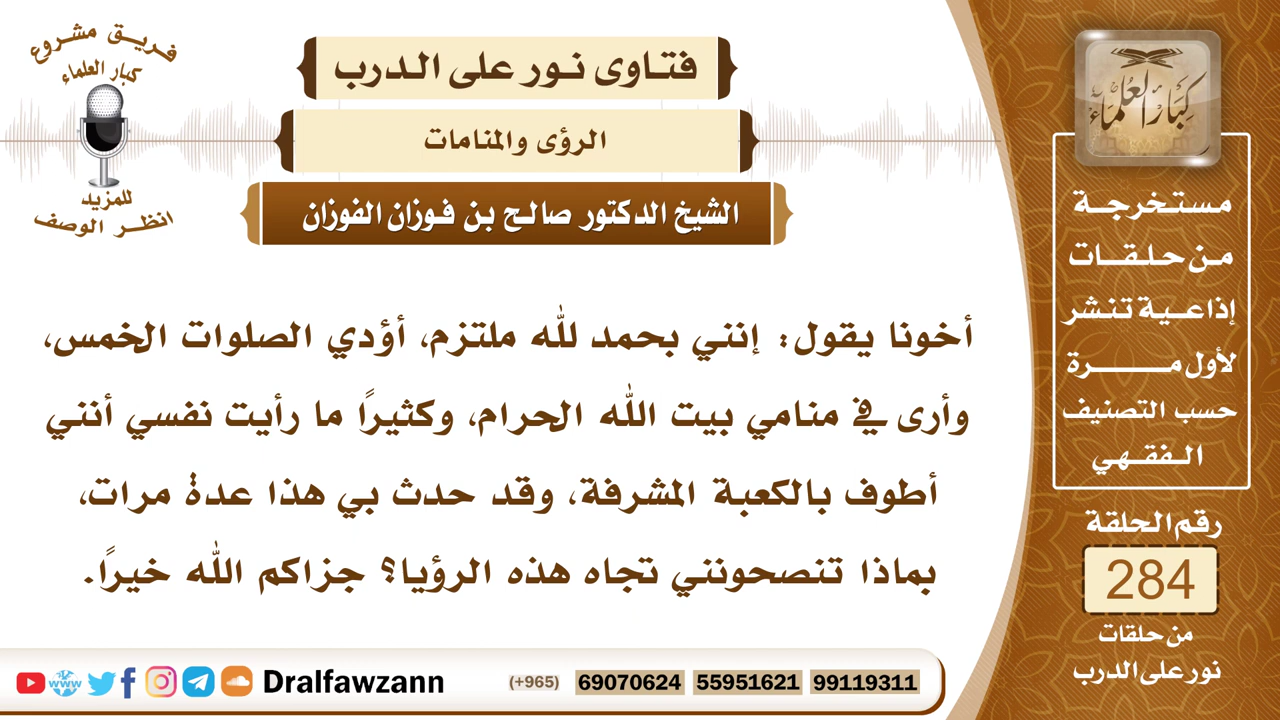 فريق مشروع
كبار العلماء
للمزيد
انظر الوصف
فتاوى نور على الدرب
الرؤى والمنامات
الشيخ الدكتور صالح بن فوزان الفوزان
أخونا يقول: إنني بحمد لله ملتزم، أؤدي الصلوات الخمس،
وأرى في منامي بيت الله الحرام، وكثيرًا ما رأيت نفسي أنني
أطوف بالكعبة المشرفة، وقد حدث بي هذا عدة مرات،
بماذا تنصحونني تجاه هذه الرؤيا؟ جزاكم الله خيرًا.
كبار العلماء
مستخرجة
من حلقات
إذاعية تنشر
لأول مرة
حسب التصنيف
الفقهي
رقم الحلقة
284
من حلقات
نور على الدرب
www Dralfawzann (+965) 69070624 55951621 99119311